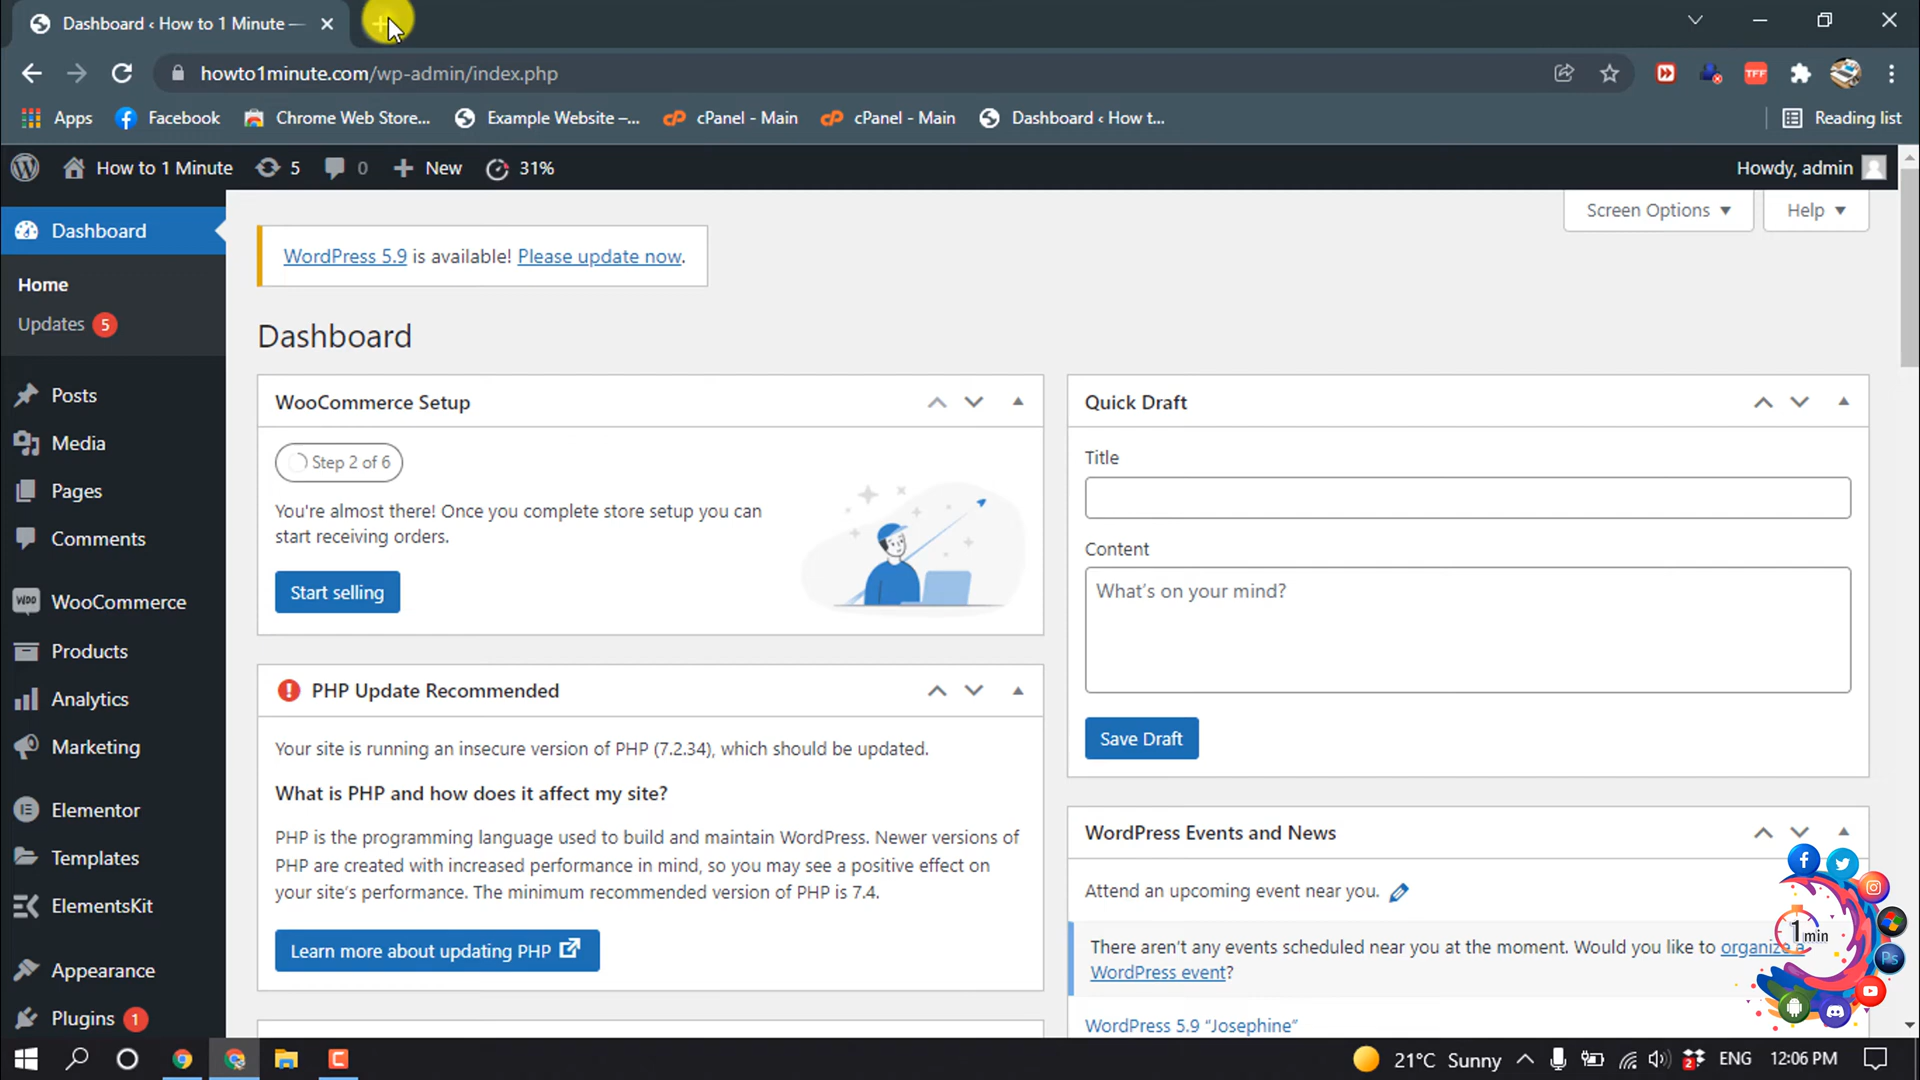 Dashboard ‹ How to 1 Minute —
howto1minute.com/wp-admin/index.php
TFF
Apps
Facebook
Chrome Web Store...
Example Website –...
cPanel - Main
cPanel - Main
Dashboard ‹ How t...
Reading list
How to 1 Minute
5
0
New
31%
Howdy, admin
Dashboard
Screen Options
Help
WordPress 5.9 is available! Please update now.
Home
Updates 5
Dashboard
Posts
Media
Pages
Comments
WooCommerce
Products
Analytics
Marketing
Elementor
Templates
ElementsKit
Appearance
Plugins 1
WooCommerce Setup
Step 2 of 6
You're almost there! Once you complete store setup you can
start receiving orders.
Start selling
PHP Update Recommended
Your site is running an insecure version of PHP (7.2.34), which should be updated.
What is PHP and how does it affect my site?
PHP is the programming language used to build and maintain WordPress. Newer versions of
PHP are created with increased performance in mind, so you may see a positive effect on
your site's performance. The minimum recommended version of PHP is 7.4.
Learn more about updating PHP
Quick Draft
Title
Content
What's on your mind?
Save Draft
WordPress Events and News
Attend an upcoming event near you.
There aren't any events scheduled near you at the moment. Would you like to organize a
WordPress event?
WordPress 5.9 “Josephine”
1min
Ps
21°C Sunny
2
ENG
12:06 PM